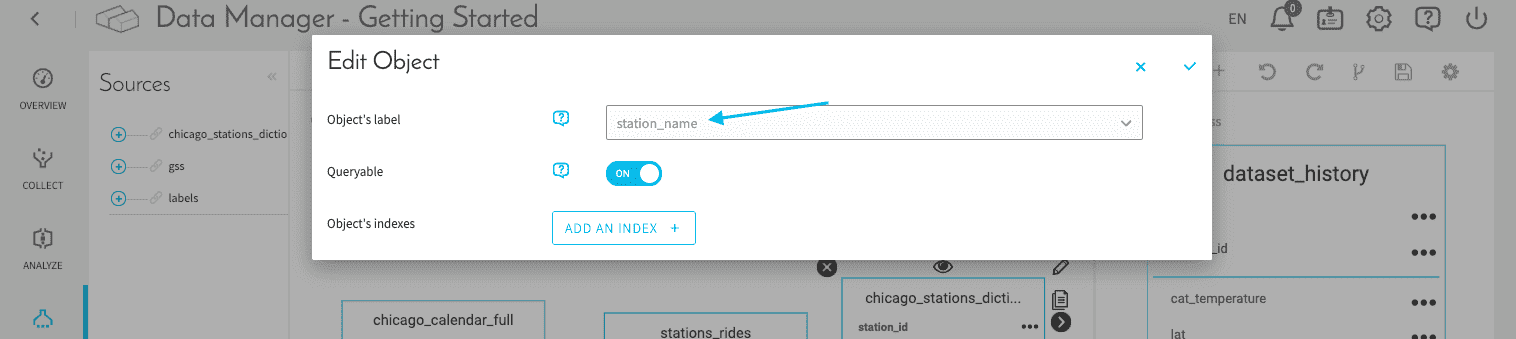 Data Manager - Getting Started
EN
0
Edit Object
Object's label
?
station_name
Queryable
?
ON
Object's indexes
ADD AN INDEX +
OVERVIEW
COLLECT
ANALYZE
Sources
chicago_stations_dictio
gss
labels
chicago_calendar_full
stations_rides
chicago_stations_dicti...
station_id
ss
dataset_history
_id
cat_temperature
lat